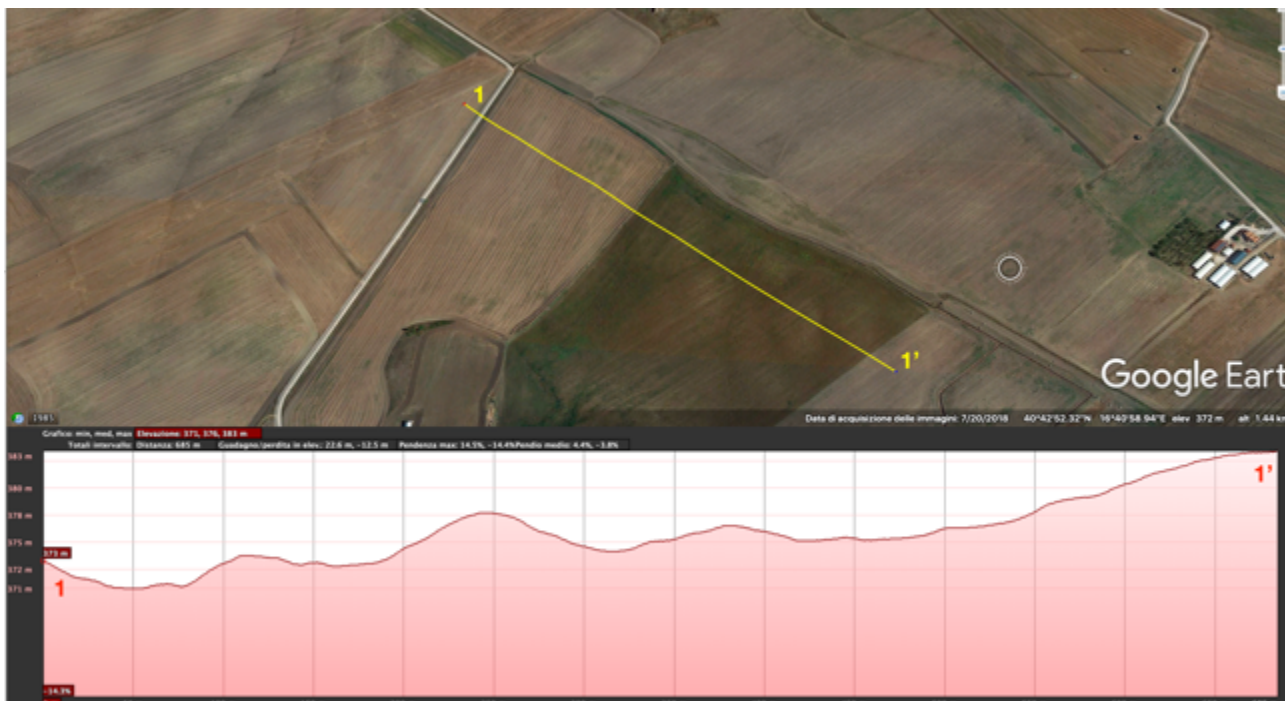 1
1’
Google Eart
1985
Data di acquisizione delle immagini: 7/20/2018 40°42'52.32"N 16°40'58.94"E elev 372 m alt 1.44 k
Grafico: min, med, max Elevazione: 371, 376, 383 m
Totali intervallo: Distanza: 685 m Guadagno/perdita in elev.: 22.6 m, -12.5 m Pendenza max: 14.5%, -14.4% Pendio medio: 4.4%, -3.8%
383 m
1’
380 m
378 m
375 m
373 m
372 m
371 m
1
-14.3%